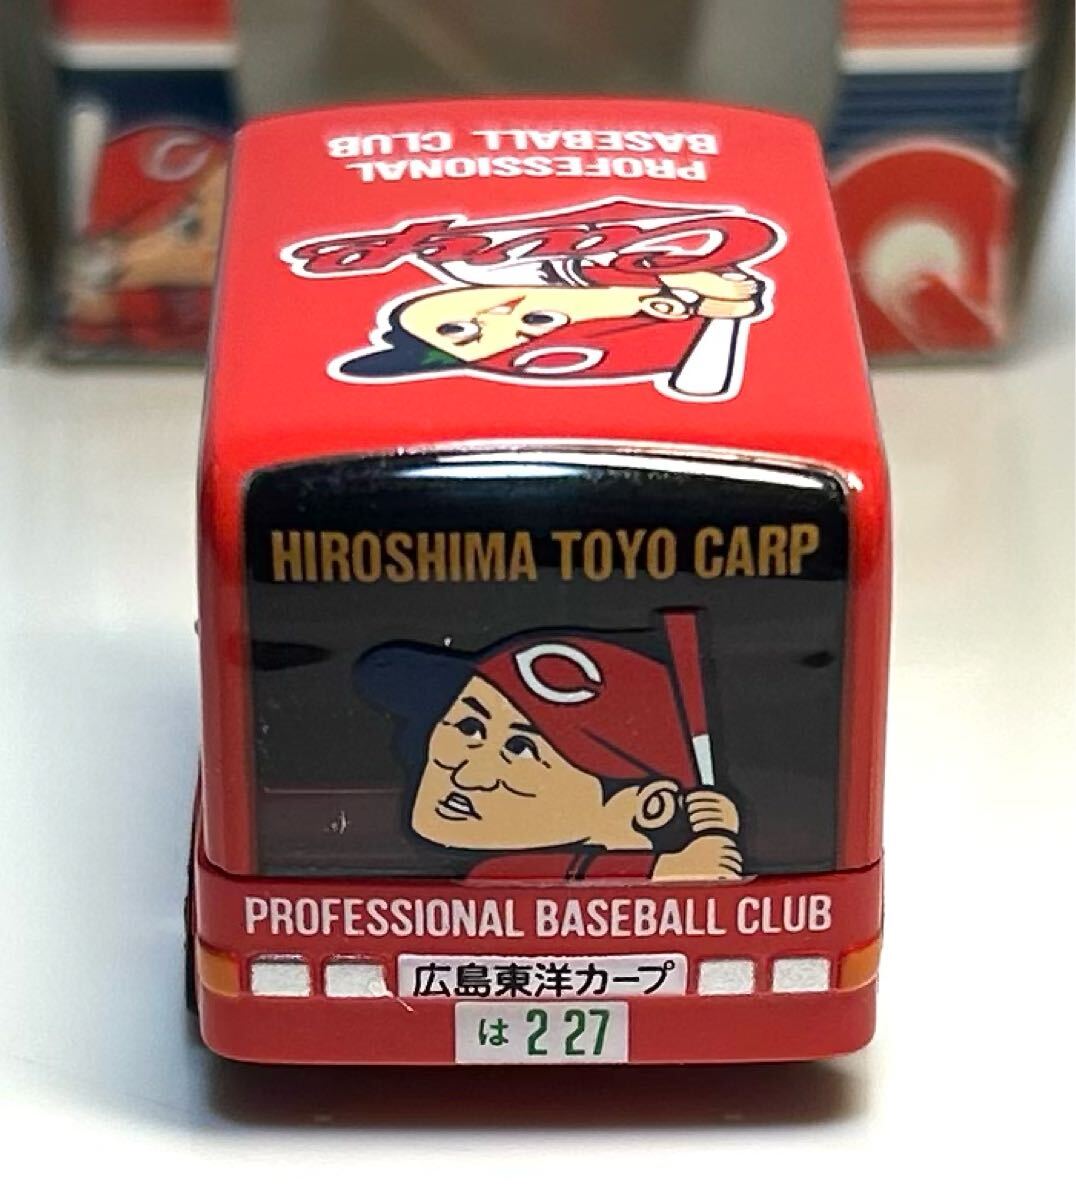 PROFESSIONAL
BASEBALL CLUB
Carp
C
HIROSHIMA TOYO CARP
C
PROFESSIONAL BASEBALL CLUB
広島東洋カープ
は 2 27